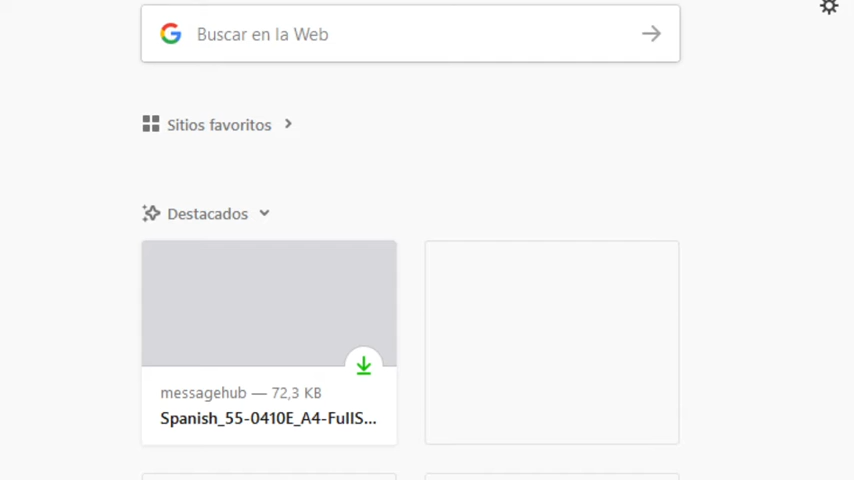 Buscar en la Web
Sitios favoritos
Destacados
messagehub — 72,3 KB
Spanish_55-0410E_A4-FullS...